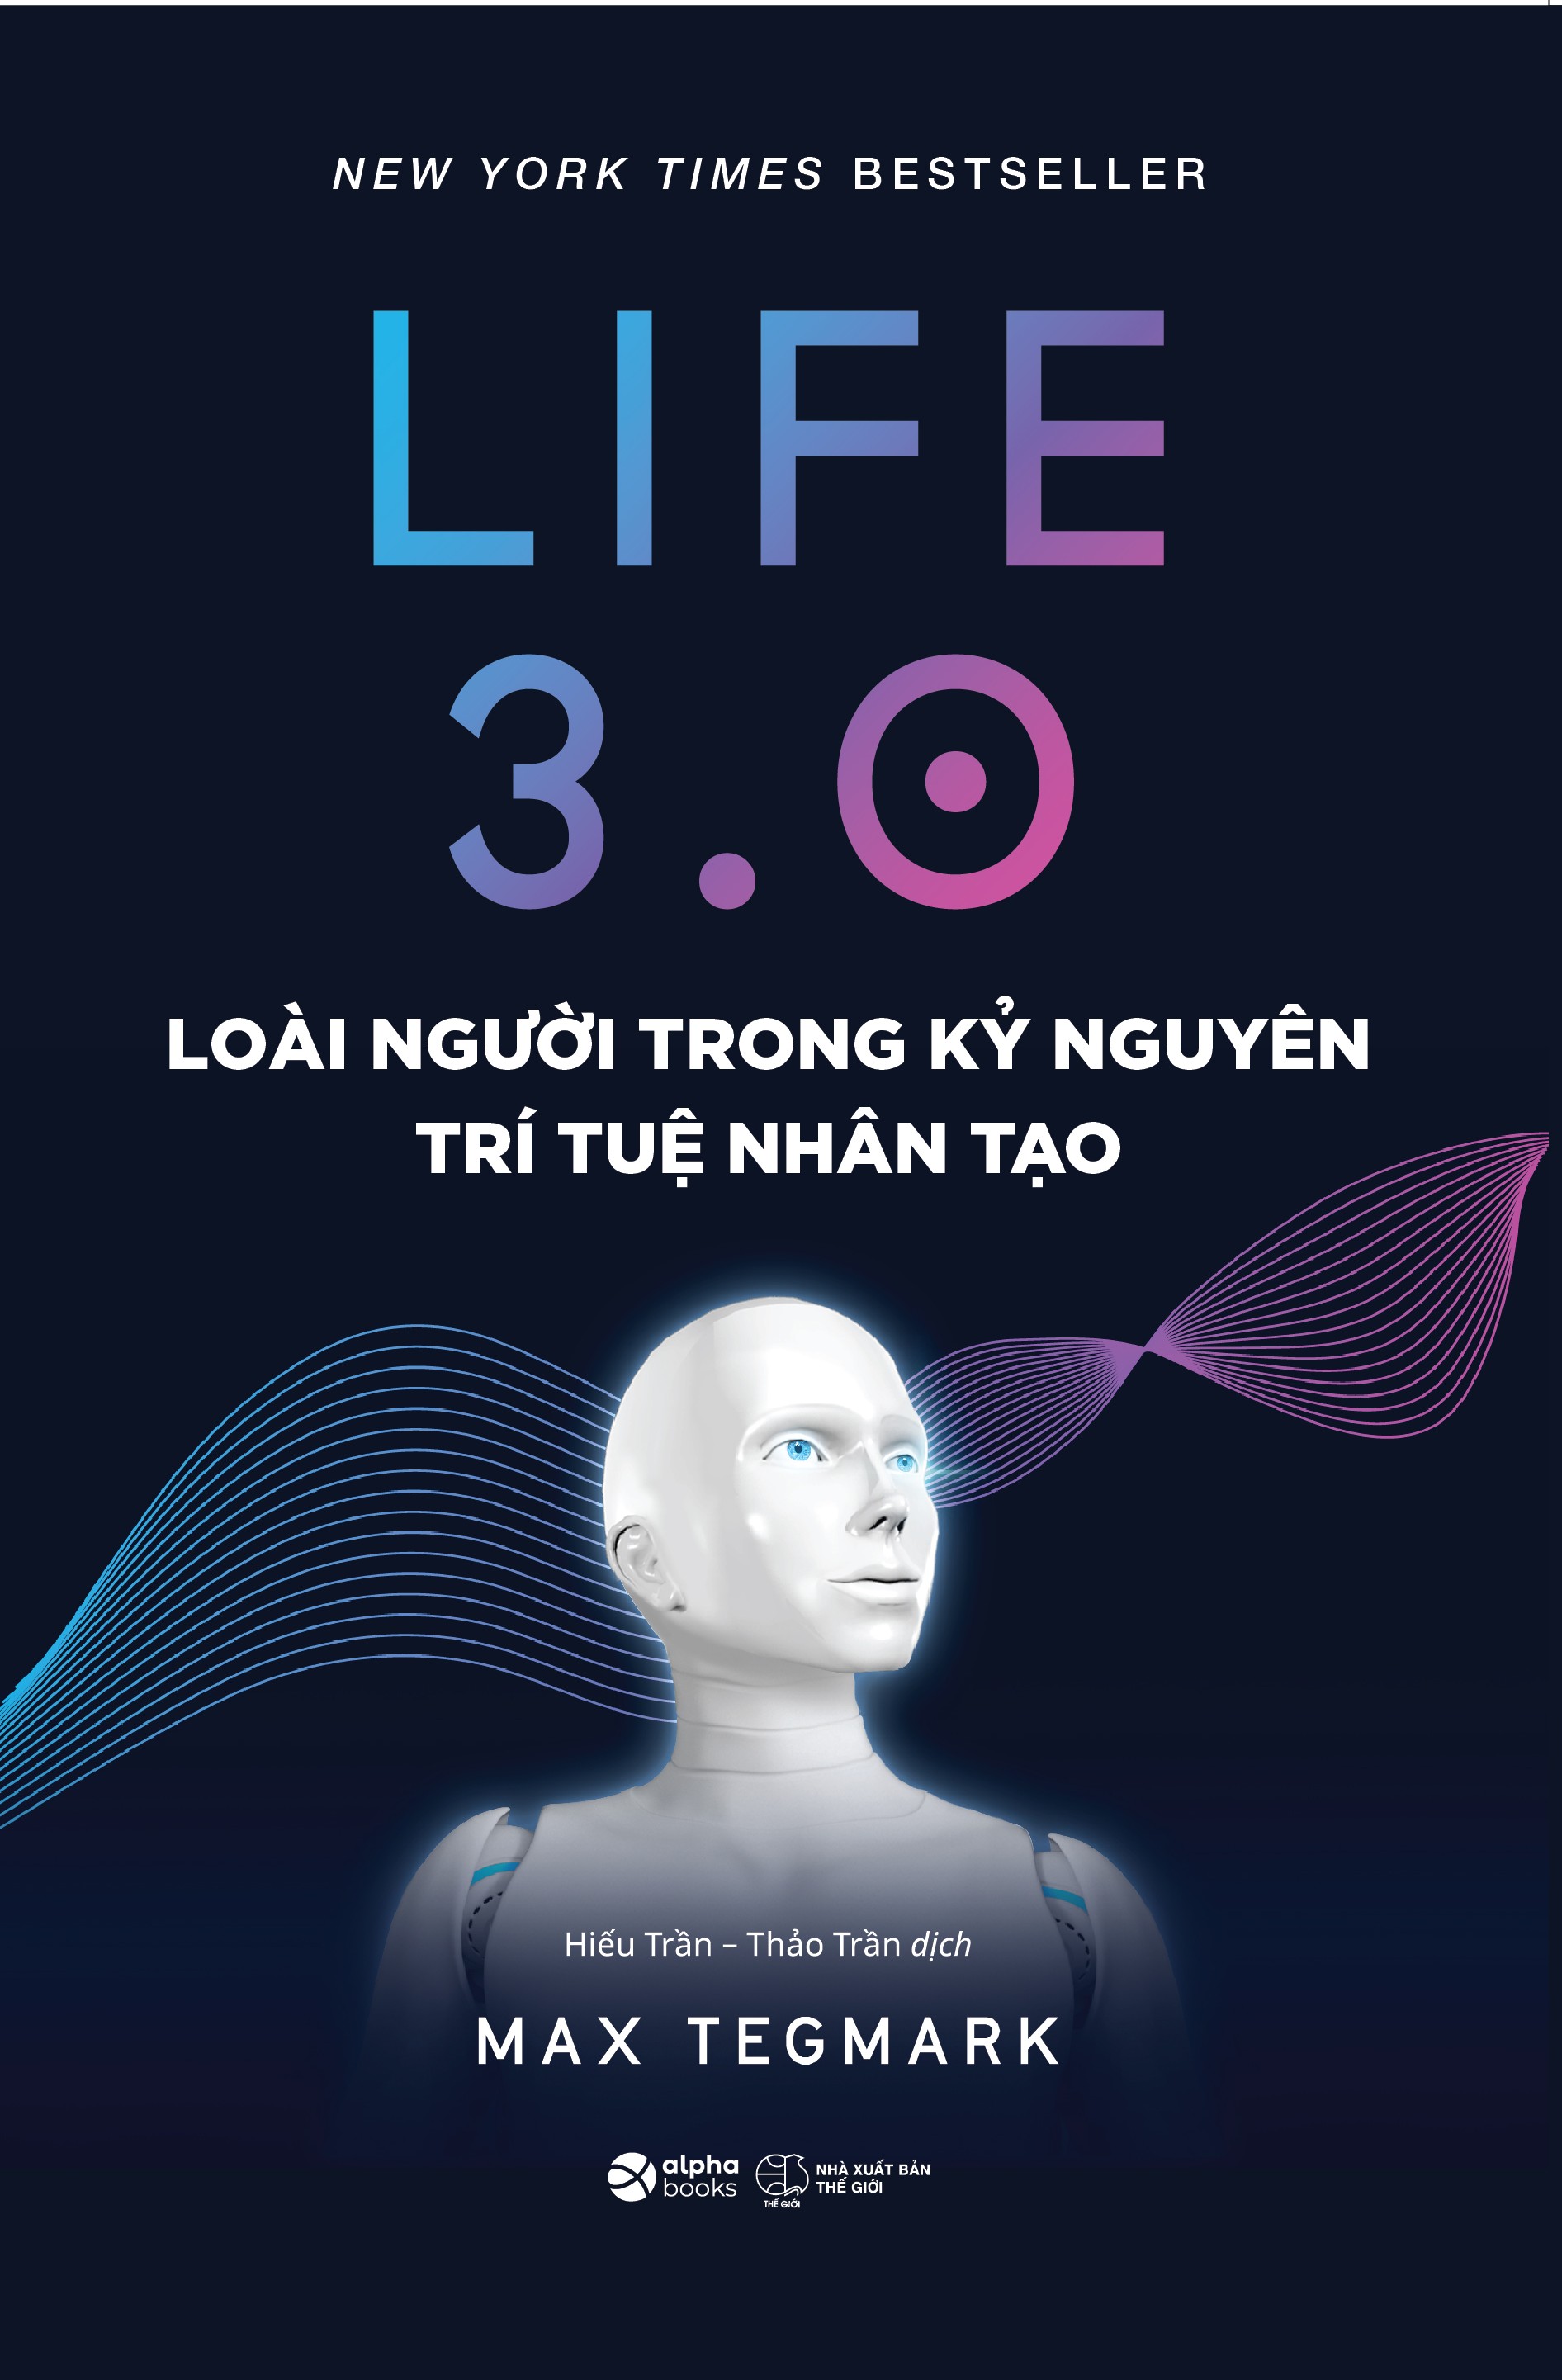 NEW YORK TIMES BESTSELLER
LIFE
3.0
LOÀI NGƯỜI TRONG KỶ NGUYÊN
TRÍ TUỆ NHÂN TẠO
Hiếu Trần – Thảo Trần dịch
MAX TEGMARK
alpha
books
NHÀ XUẤT BẢN
THẾ GIỚI
THẾ GIỚI